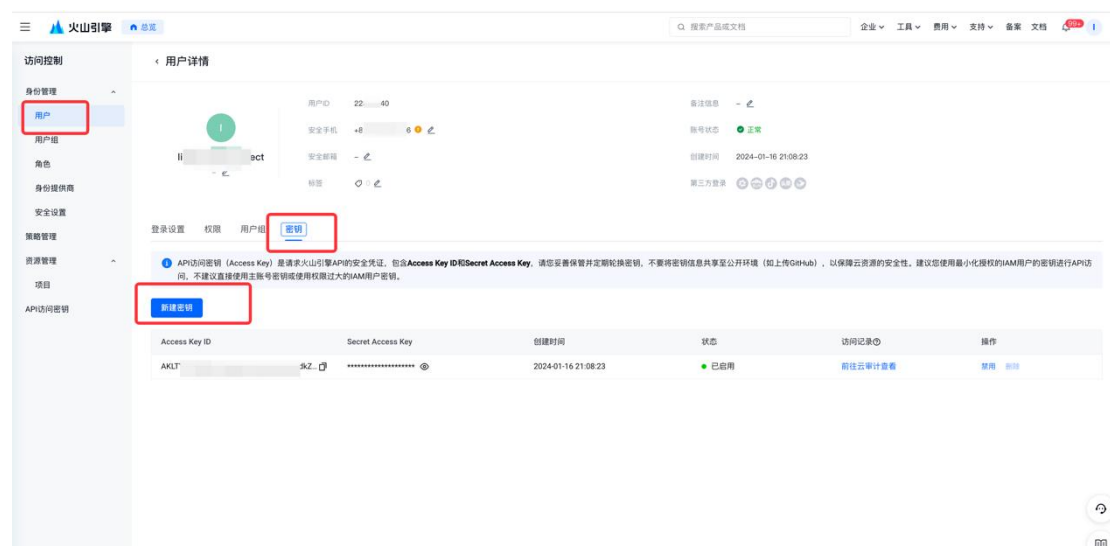 火山引擎 总览 搜索产品或文档 企业 工具 费用 支持 备案 文档 99+ I
访问控制
用户详情
身份管理
用户
用户组
角色
身份提供商
安全设置
策略管理
资源管理
项目
API访问密钥
I
li ect
-
用户ID 22 40
安全手机 +8 6
安全邮箱 -
标签 0
备注信息 -
账号状态 正常
创建时间 2024-01-16 21:08:23
第三方登录
登录设置 权限 用户组 密钥
API访问密钥（Access Key）是请求火山引擎API的安全凭证，包含Access Key ID和Secret Access Key，请您妥善保管并定期轮换密钥，不要将密钥信息共享至公开环境（如上传GitHub），以保障云资源的安全性。建议您使用最小化授权的IAM用户的密钥进行API访
问，不建议直接使用主账号密钥或使用权限过大的IAM用户密钥。
新建密钥
Access Key ID Secret Access Key 创建时间 状态 访问记录 操作
AKLT dkZ... ******************** 2024-01-16 21:08:23 已启用 前往云审计查看 禁用 删除